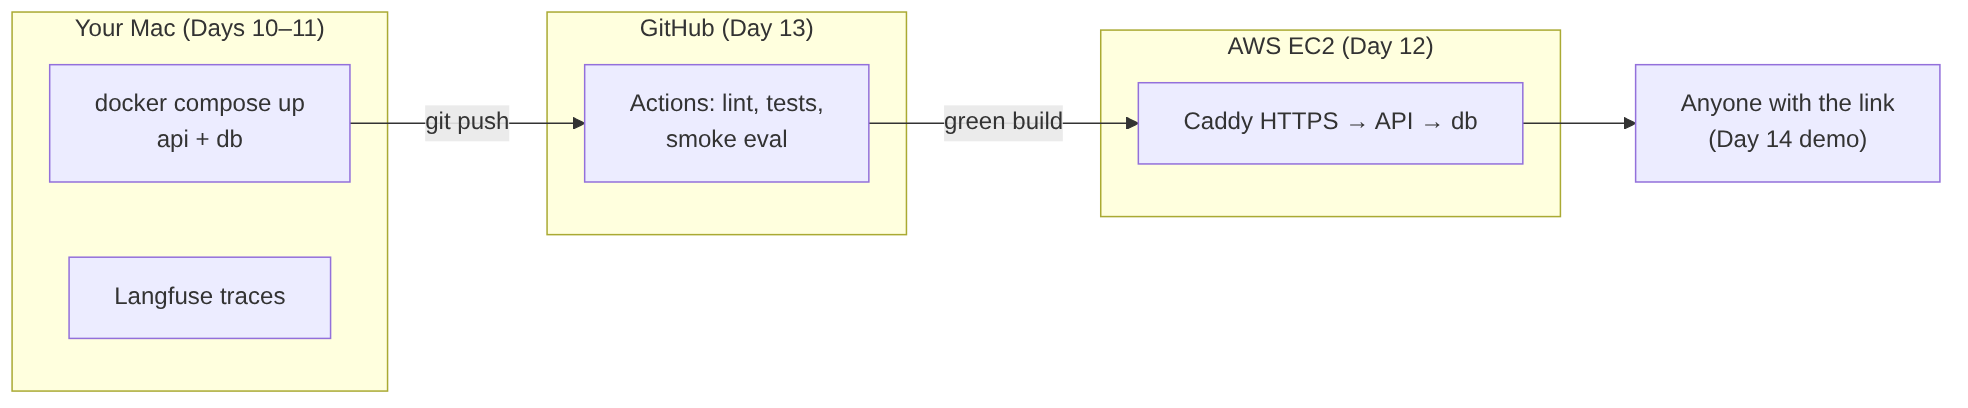 Your Mac (Days 10–11)
docker compose up
api + db
Langfuse traces
git push
GitHub (Day 13)
Actions: lint, tests,
smoke eval
green build
AWS EC2 (Day 12)
Caddy HTTPS → API → db
Anyone with the link
(Day 14 demo)